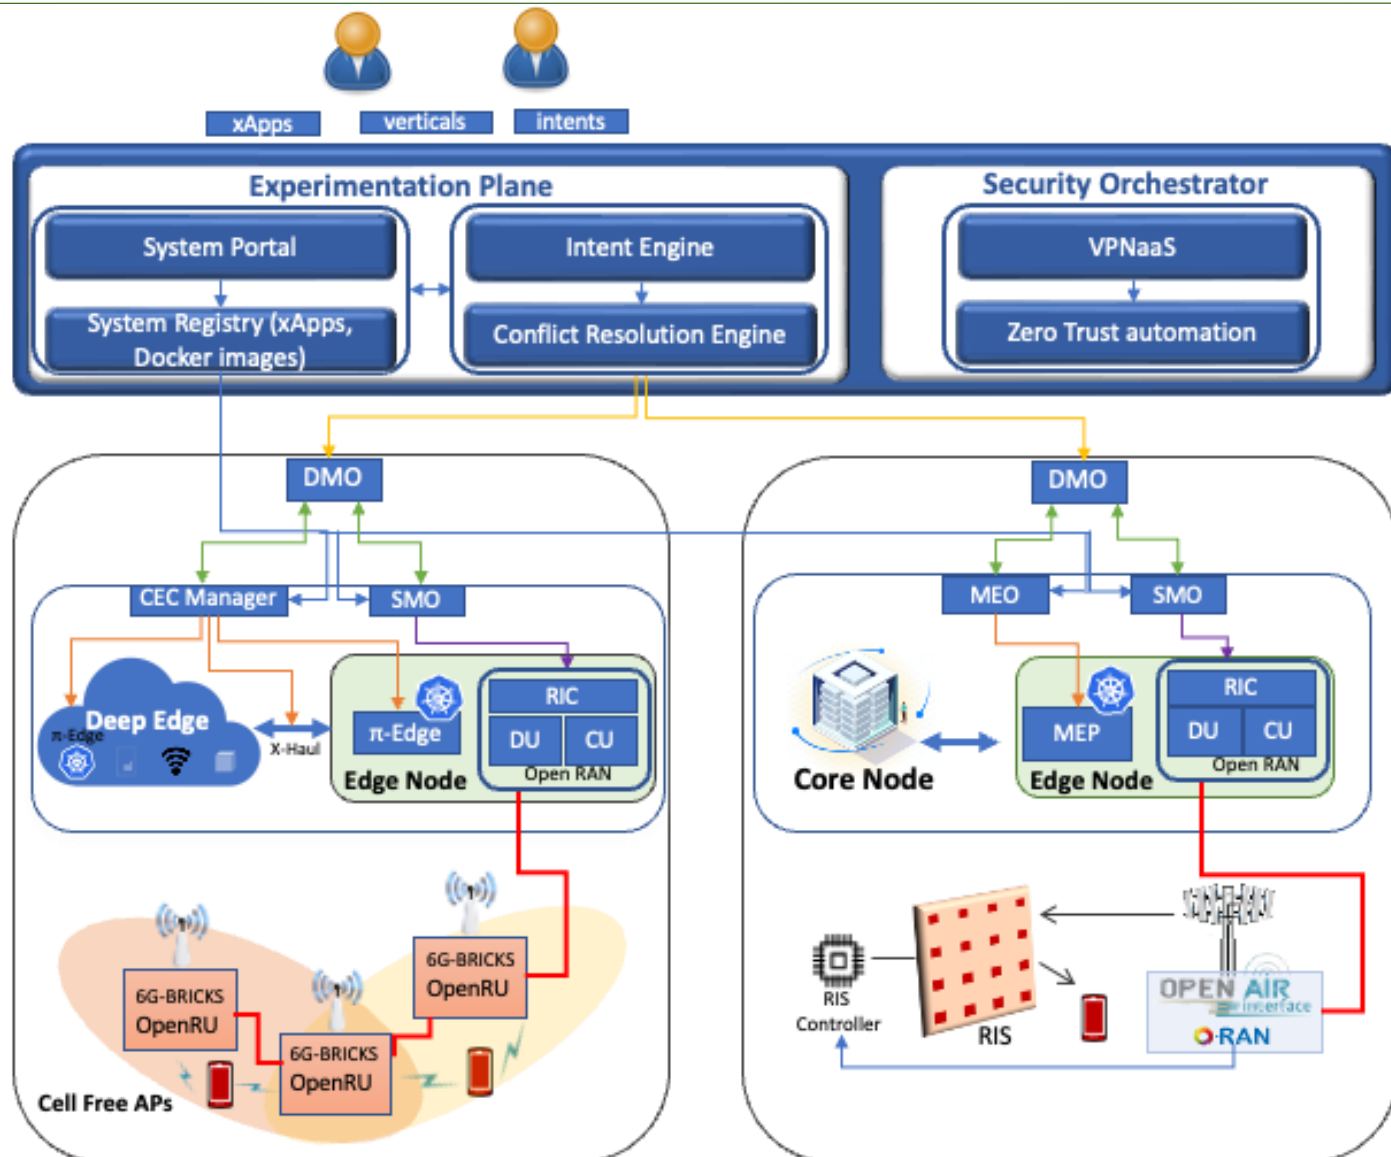 xApps
verticals
intents
Experimentation Plane
Security Orchestrator
System Portal
Intent Engine
VPNaaS
System Registry (xApps,
Docker images)
Conflict Resolution Engine
Zero Trust automation
DMO
DMO
CEC Manager
SMO
MEO
SMO
Deep Edge
π-Edge
X-Haul
π-Edge
RIC
DU
CU
Open RAN
Edge Node
Core Node
MEP
RIC
DU
CU
Open RAN
Edge Node
6G-BRICKS
OpenRU
6G-BRICKS
OpenRU
6G-BRICKS
OpenRU
Cell Free APs
RIS
Controller
RIS
OPEN AIR
interface
O-RAN